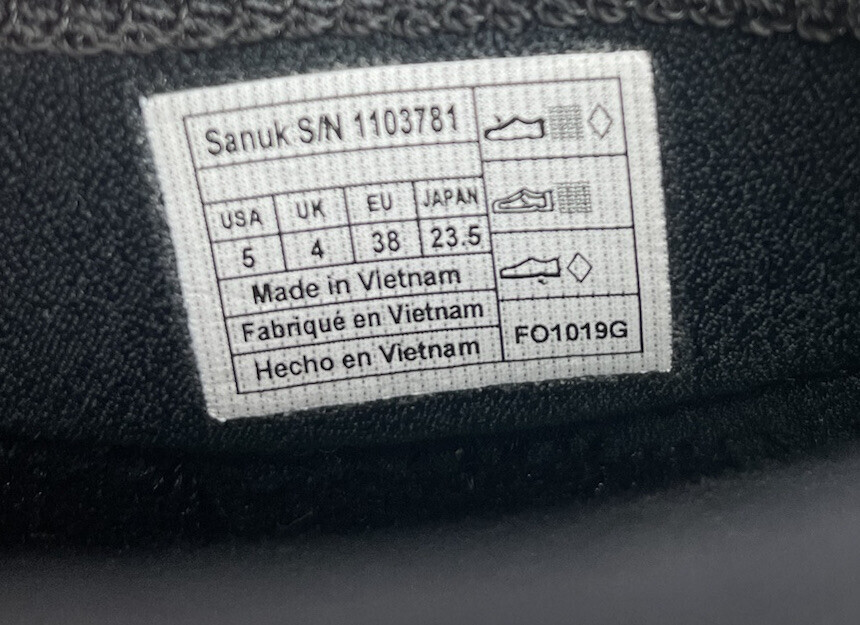 Sanuk S/N 1103781
USA UK EU JAPAN
5 4 38 23.5
Made in Vietnam
Fabriqué en Vietnam
Hecho en Vietnam
FO1019G